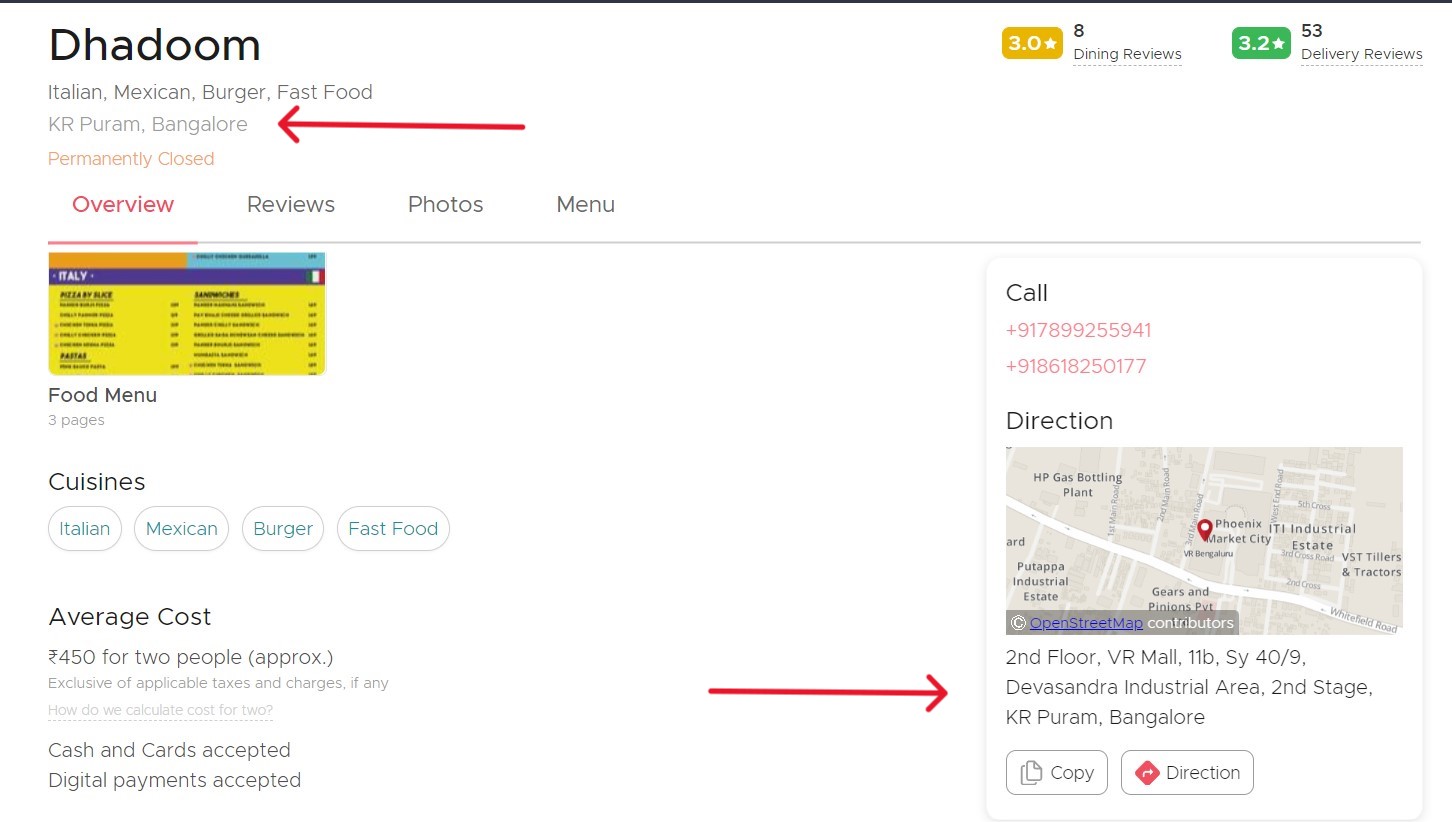 Dhadoom
3.0
8
Dining Reviews
3.2
53
Delivery Reviews
Italian, Mexican, Burger, Fast Food
KR Puram, Bangalore
Permanently Closed
Overview
Reviews
Photos
Menu
· ITALY ·
PIZZA BY SLICE
SANDWICHES
PASTAS
Food Menu
3 pages
Cuisines
Italian
Mexican
Burger
Fast Food
Average Cost
₹450 for two people (approx.)
Exclusive of applicable taxes and charges, if any
How do we calculate cost for two?
Cash and Cards accepted
Digital payments accepted
Call
+917899255941
+918618250177
Direction
HP Gas Bottling
Plant
1st Main Road
2nd Main Road
3rd Main Road
West End Road
5th Cross
Phoenix
Market City
VR Bengaluru
ITI Industrial
Estate
3rd Cross Road
VST Tillers
& Tractors
ard
Putappa
Industrial
Estate
2nd Cross
Gears and
Pinions Pvt
Whitefield Road
© OpenStreetMap contributors
2nd Floor, VR Mall, 11b, Sy 40/9,
Devasandra Industrial Area, 2nd Stage,
KR Puram, Bangalore
Copy
Direction